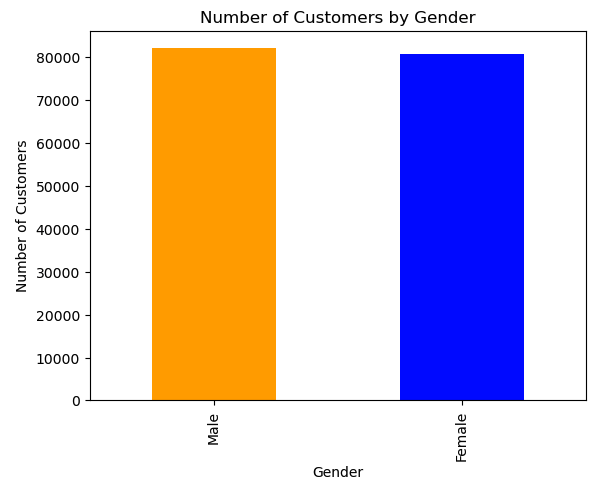 Number of Customers by Gender
Number of Customers
80000
70000
60000
50000
40000
30000
20000
10000
0
Male
Female
Gender